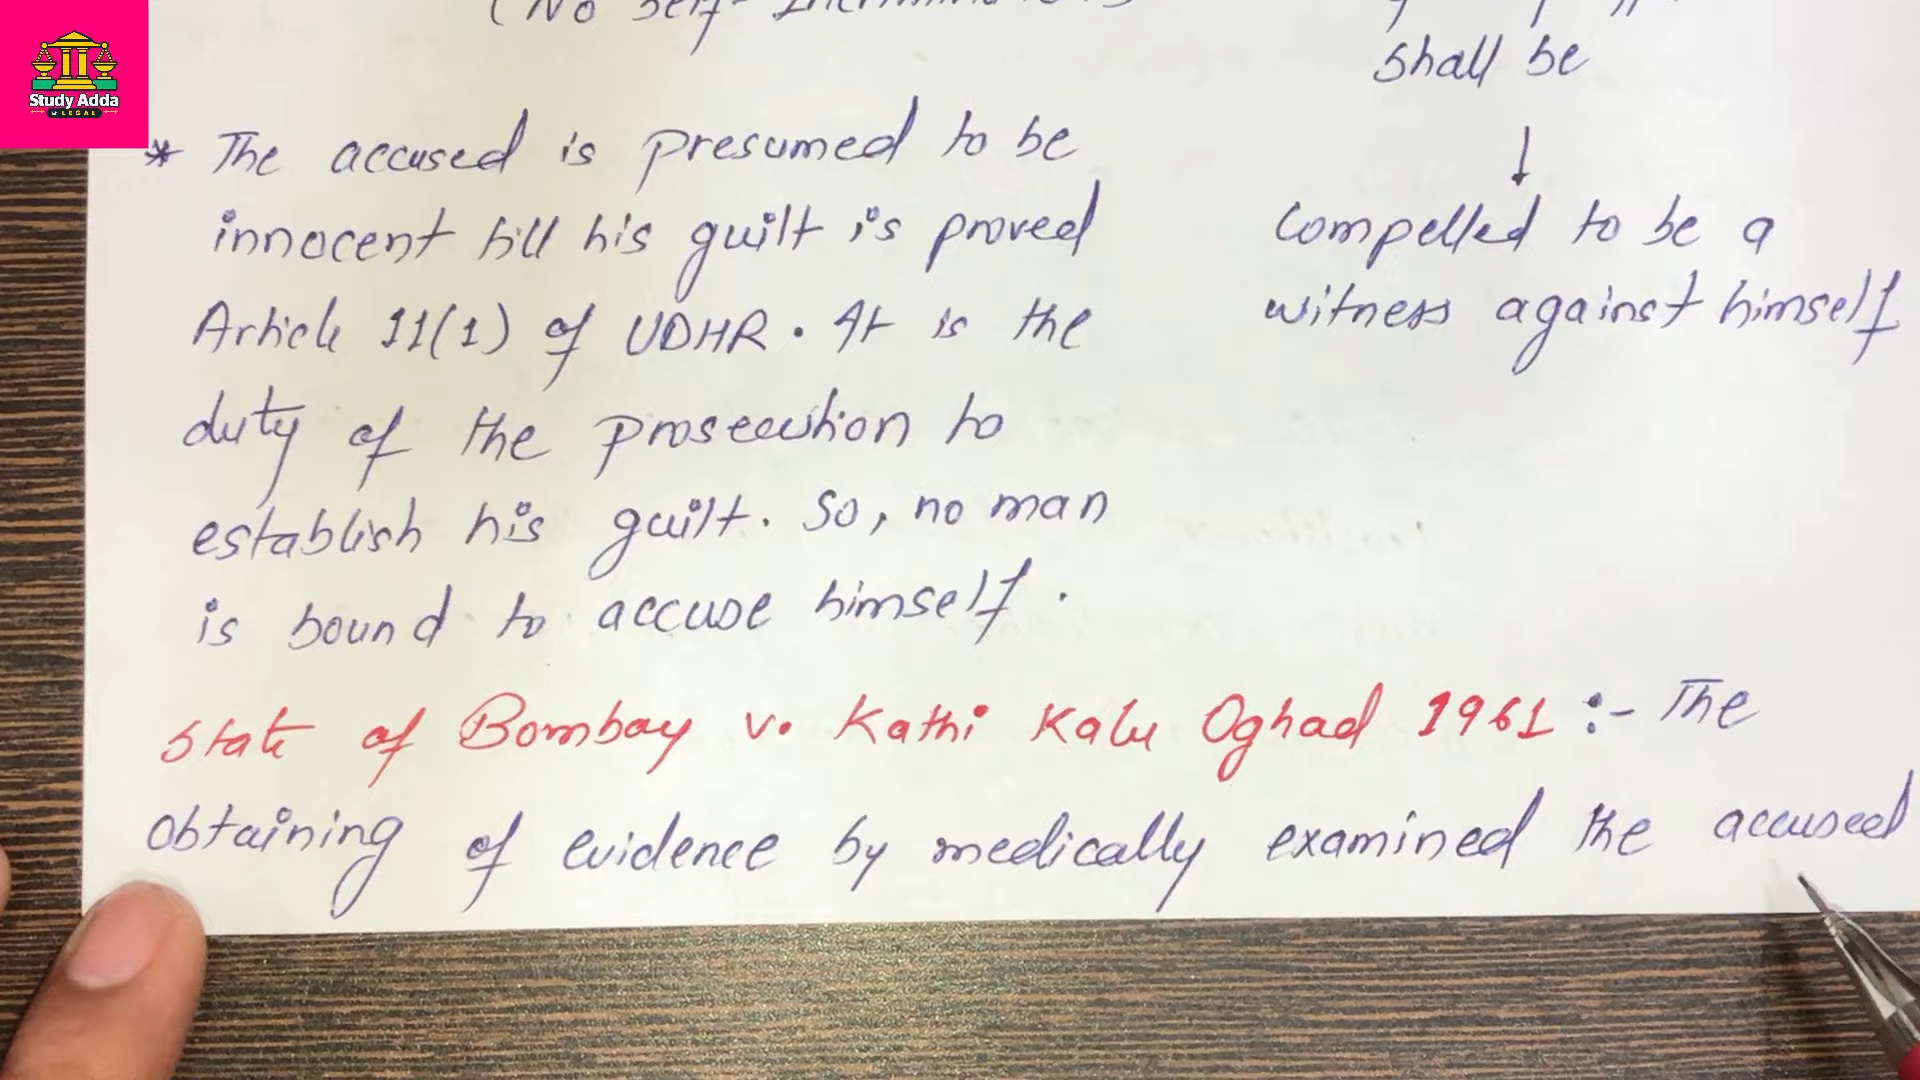 Study Adda
LEGAL
(No Self-
shall be
↓
Compelled to be a
witness against himself
* The accused is presumed to be
innocent till his guilt is proved
Article 11(1) of UDHR. It is the
duty of the prosecution to
establish his guilt. So, no man
is bound to accuse himself.
State of Bombay v. Kathi Kalu Oghad 1961 :- The
obtaining of evidence by medically examined the accused